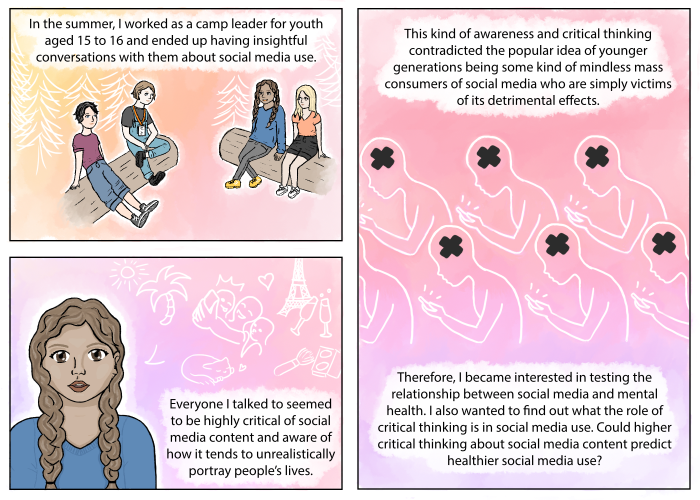 In the summer, I worked as a camp leader for youth
aged 15 to 16 and ended up having insightful
conversations with them about social media use.
Everyone I talked to seemed
to be highly critical of social
media content and aware of
how it tends to unrealistically
portray people's lives.
This kind of awareness and critical thinking
contradicted the popular idea of younger
generations being some kind of mindless mass
consumers of social media who are simply victims
of its detrimental effects.
Therefore, I became interested in testing the
relationship between social media and mental
health. I also wanted to find out what the role of
critical thinking is in social media use. Could higher
critical thinking about social media content predict
healthier social media use?